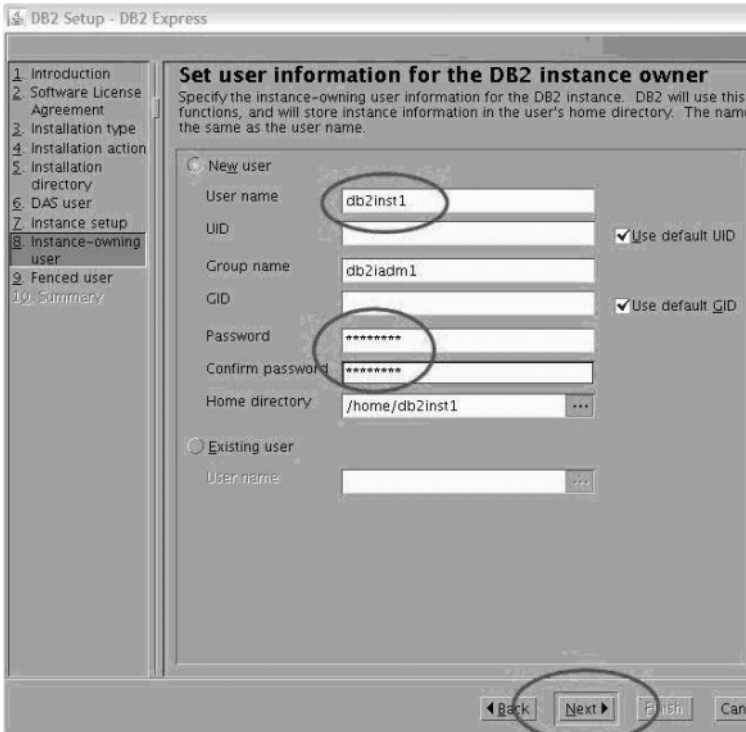 DB2 Setup - DB2 Express
1. Introduction
2. Software License
Agreement
3. Installation type
4. Installation action
5. Installation
directory
6. DAS user
7. Instance setup
8. Instance-owning
user
9. Fenced user
10. Summary
Set user information for the DB2 instance owner
Specify the instance-owning user information for the DB2 instance. DB2 will use this
functions, and will store instance information in the user's home directory. The nam
the same as the user name.
New user
User name db2inst1
UID Use default UID
Group name db2iadm1
GID Use default GID
Password ********
Confirm password ********
Home directory /home/db2inst1 ...
Existing user
User name ...
Back Next Finish Can